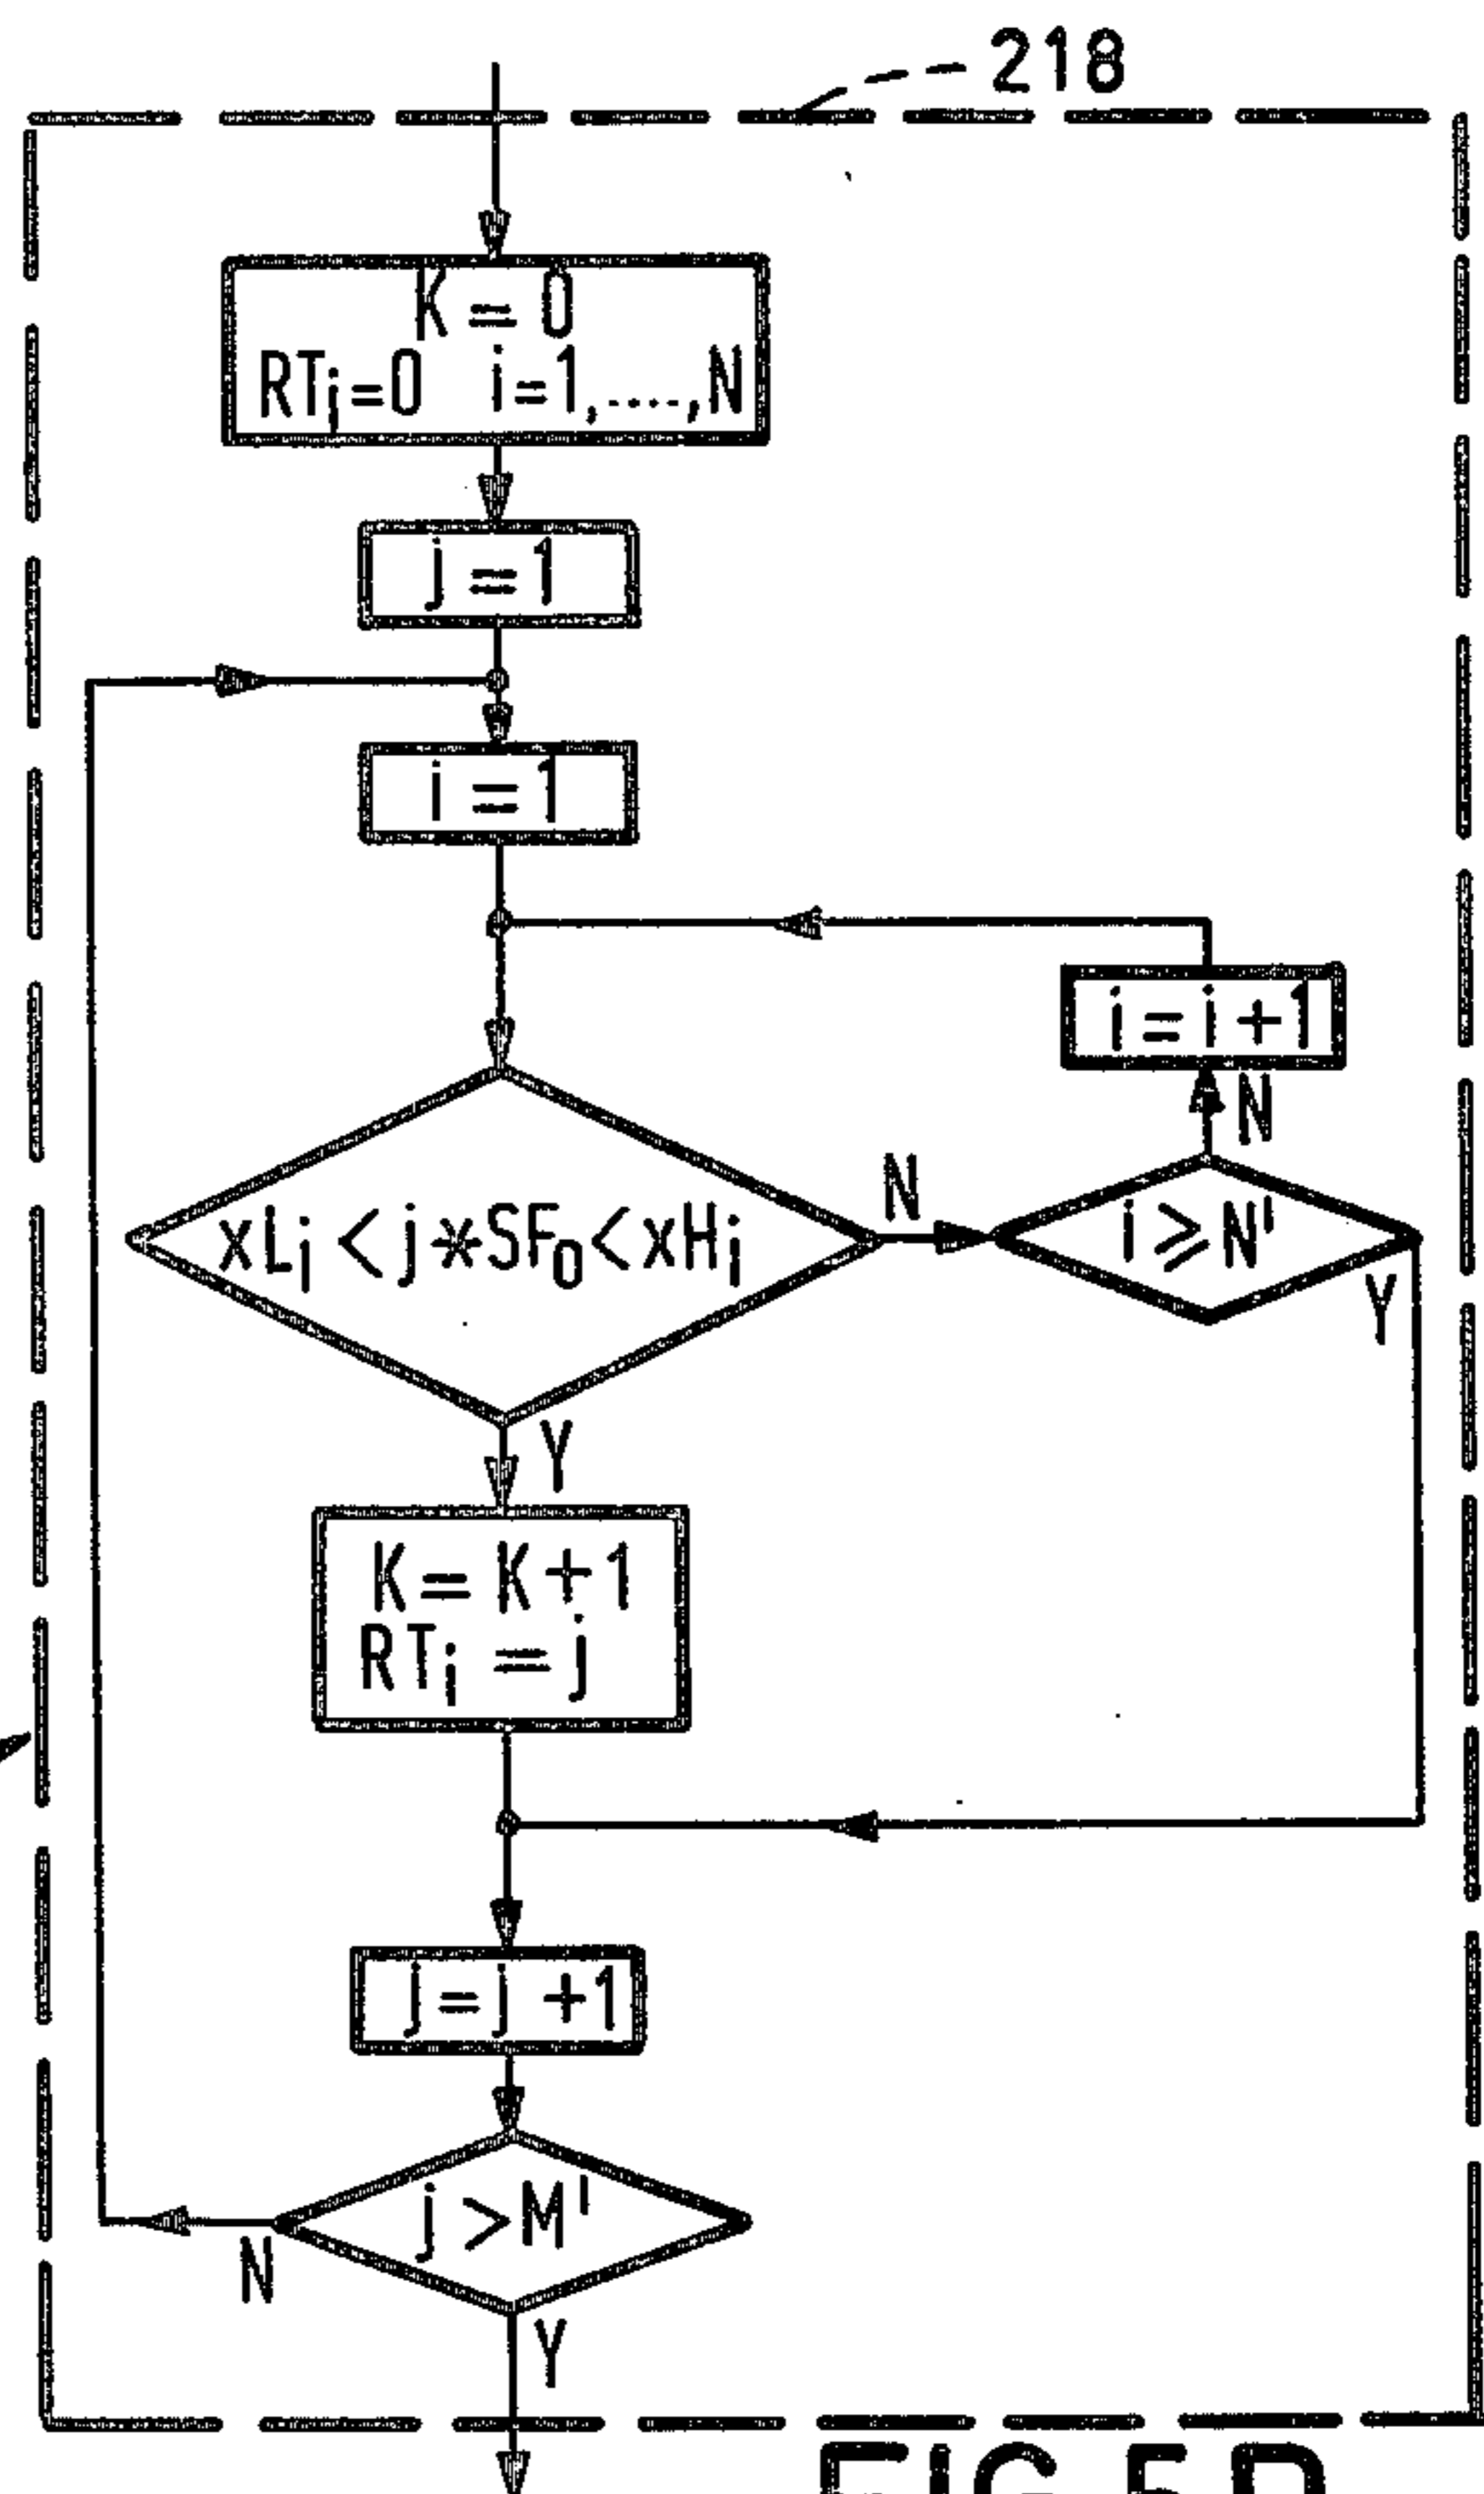 218
K=0
RTi=0 i=1,....,N
j=1
i=1
i=i+1
N
N
xLi<j*SF0<xHi
i⩾N'
Y
Y
K=K+1
RTi=j
j=j+1
j>M'
N
Y